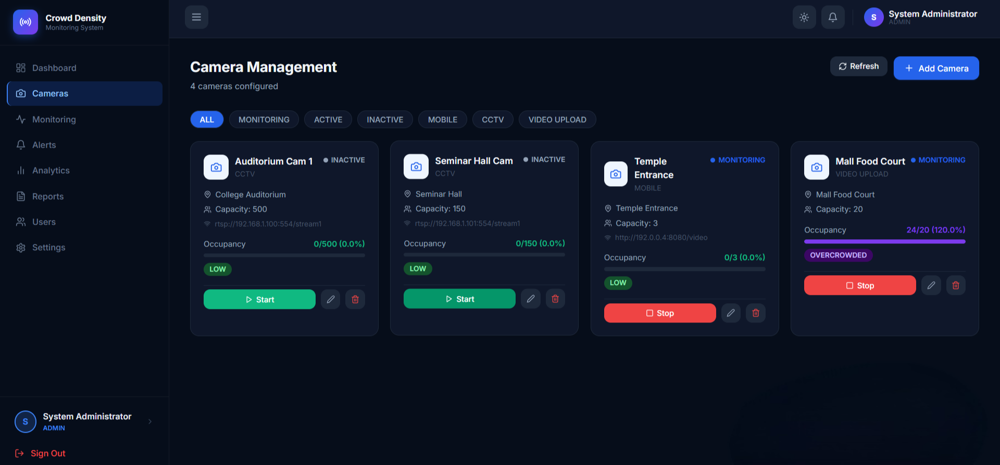 Crowd Density
Monitoring System
Dashboard
Cameras
Monitoring
Alerts
Analytics
Reports
Users
Settings
S
System Administrator
ADMIN
Sign Out
S
System Administrator
ADMIN
Camera Management
4 cameras configured
Refresh
Add Camera
ALL
MONITORING
ACTIVE
INACTIVE
MOBILE
CCTV
VIDEO UPLOAD
Auditorium Cam 1
INACTIVE
CCTV
College Auditorium
Capacity: 500
rtsp://192.168.1.100:554/stream1
Occupancy
0/500 (0.0%)
LOW
Start
Seminar Hall Cam
INACTIVE
CCTV
Seminar Hall
Capacity: 150
rtsp://192.168.1.101:554/stream1
Occupancy
0/150 (0.0%)
LOW
Start
Temple
Entrance
MONITORING
MOBILE
Temple Entrance
Capacity: 3
http://192.0.0.4:8080/video
Occupancy
0/3 (0.0%)
LOW
Stop
Mall Food Court
MONITORING
VIDEO UPLOAD
Mall Food Court
Capacity: 20
Occupancy
24/20 (120.0%)
OVERCROWDED
Stop